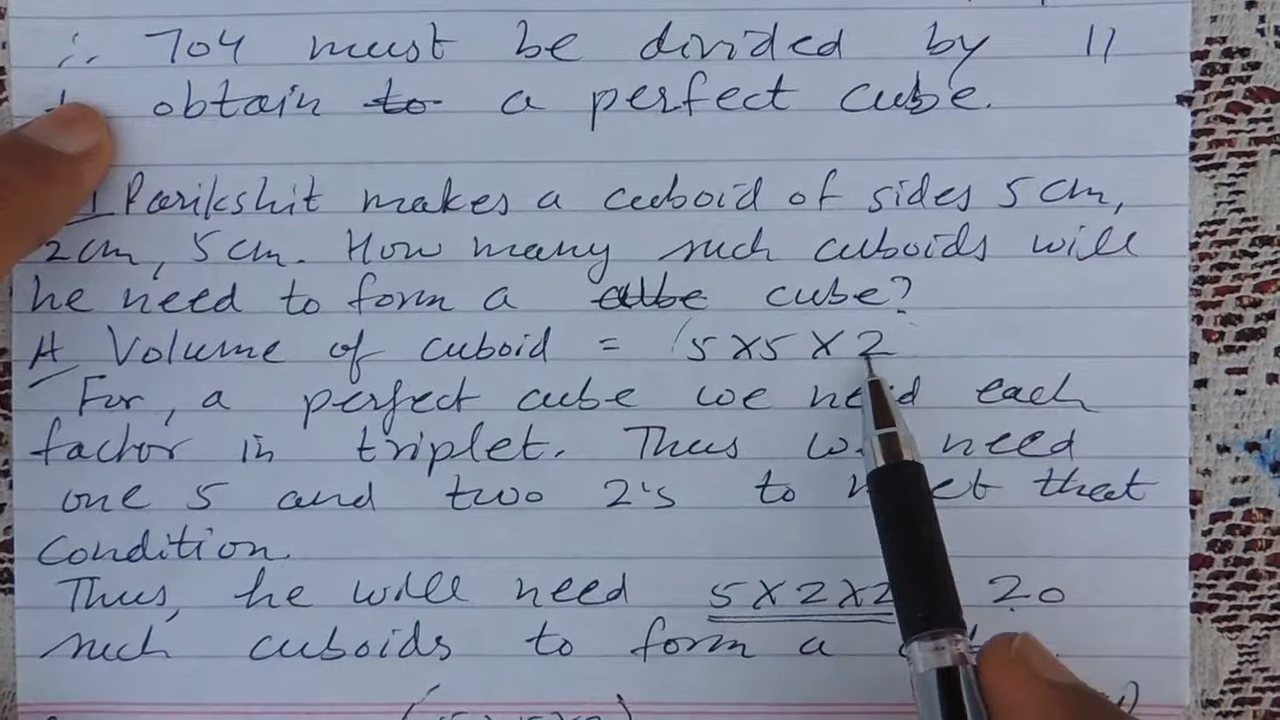 ∴ 704 must be divided by 11
obtain to a perfect cube.
Parikshit makes a cuboid of sides 5 cm,
2 cm, 5 cm. How many such cuboids will
he need to form a cube cube?
A Volume of cuboid = 5 X 5 X 2
For, a perfect cube we need each
factor in triplet. Thus need
one 5 and two 2's to that
condition.
Thus, he will need 5 X 2 X 2 20
such cuboids to form a